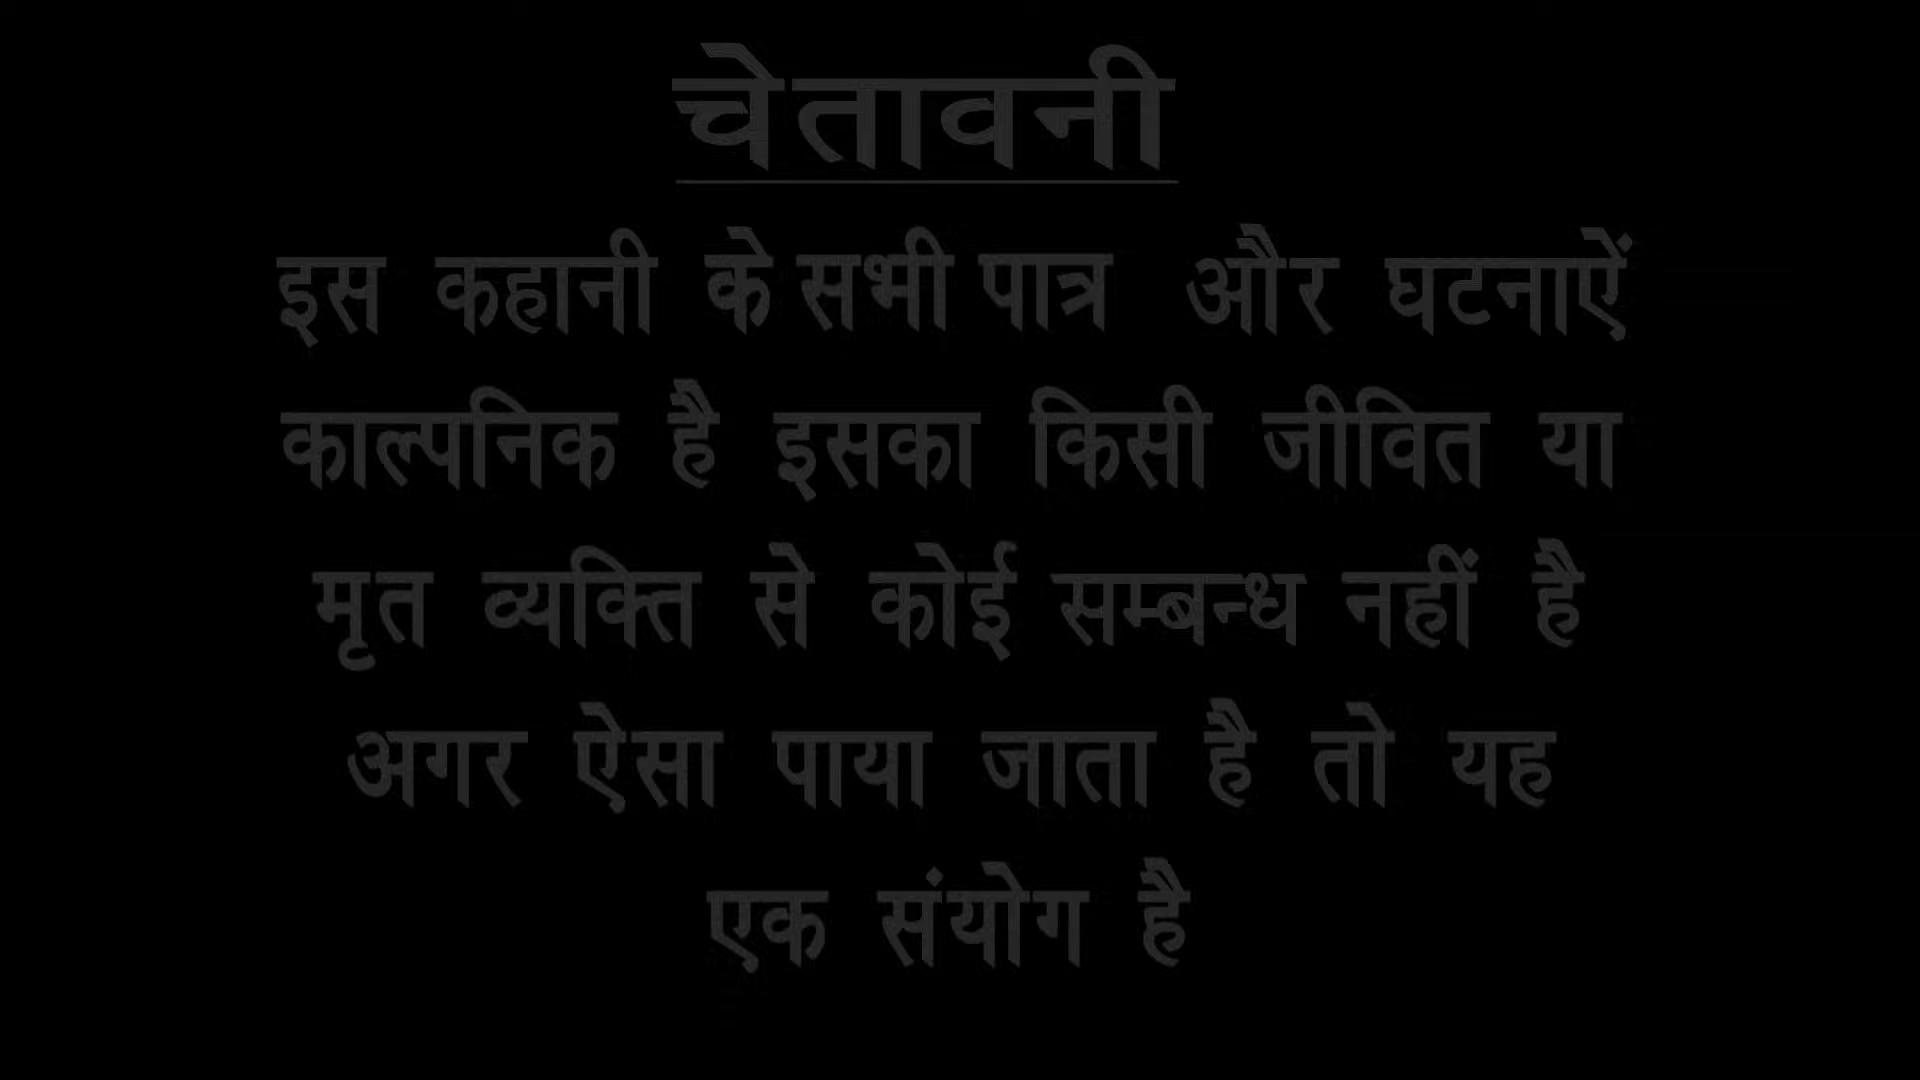 चेतावनी
इस कहानी के सभी पात्र और घटनाऐं
काल्पनिक है इसका किसी जीवित या
मृत व्यक्ति से कोई सम्बन्ध नहीं है
अगर ऐसा पाया जाता है तो यह
एक संयोग है